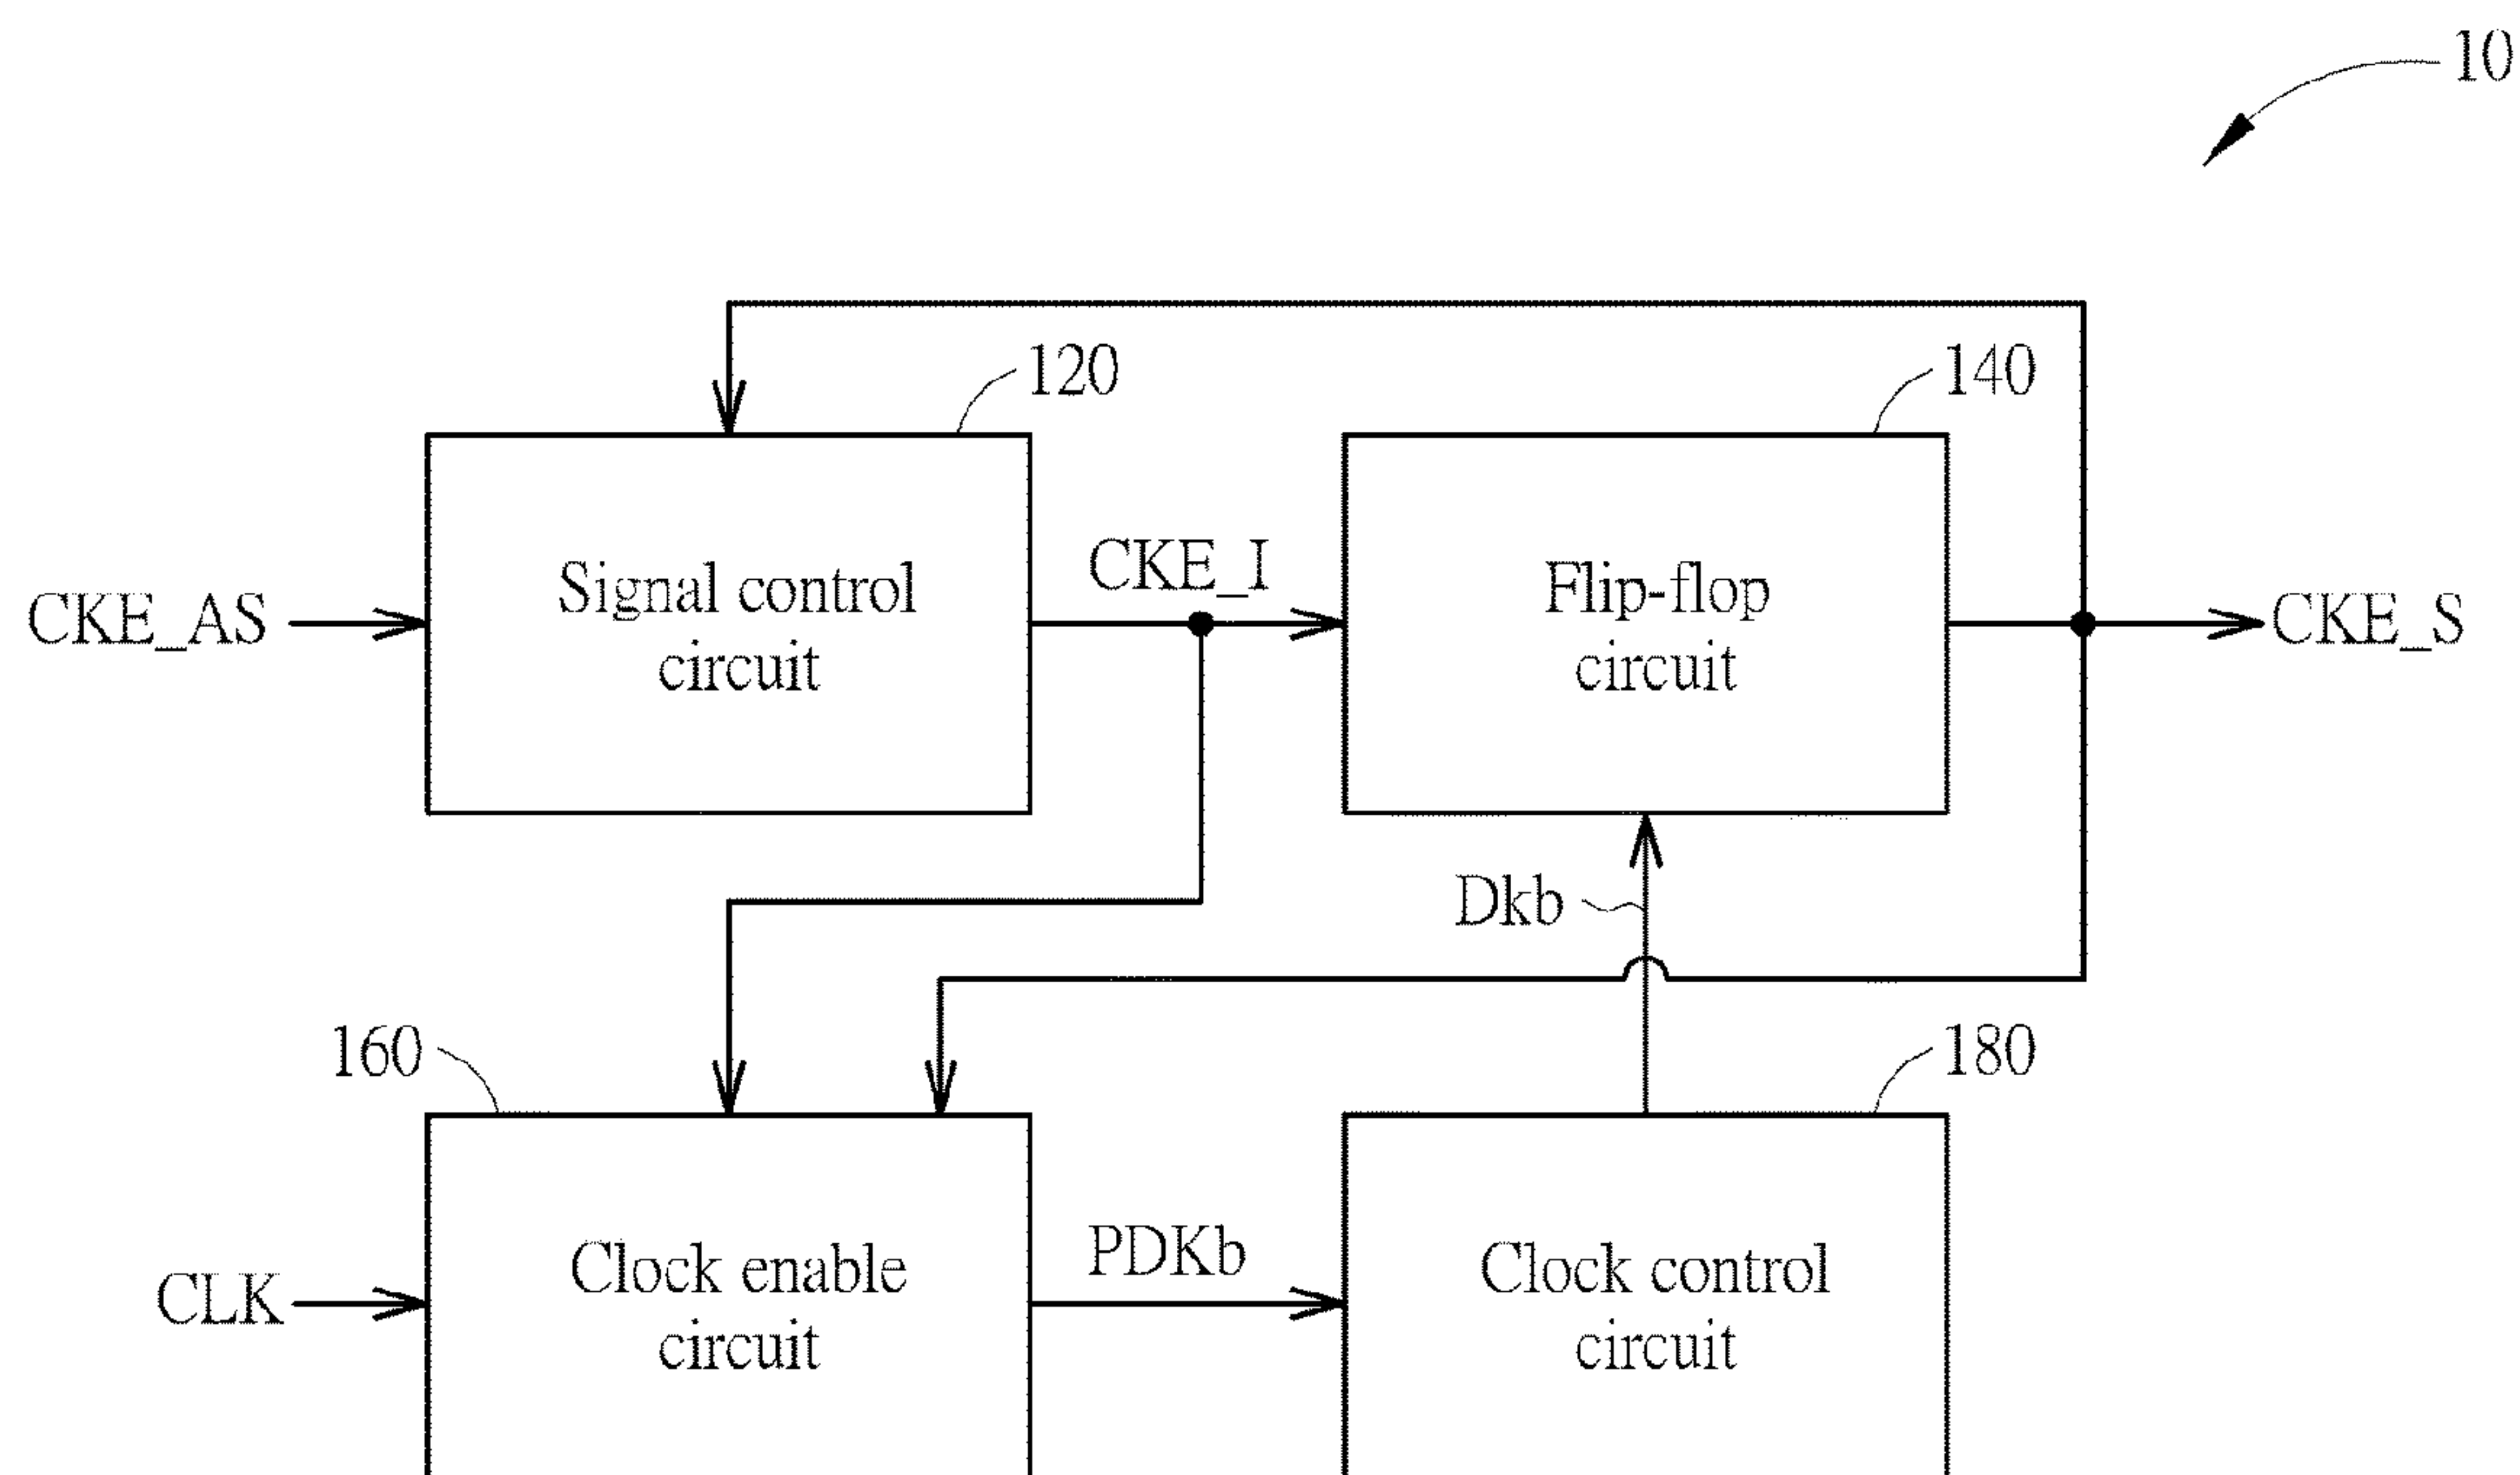 10
120
140
CKE_I
Signal control
circuit
Flip-flop
circuit
CKE_AS
CKE_S
Dkb
160
180
PDKb
Clock enable
circuit
Clock control
circuit
CLK